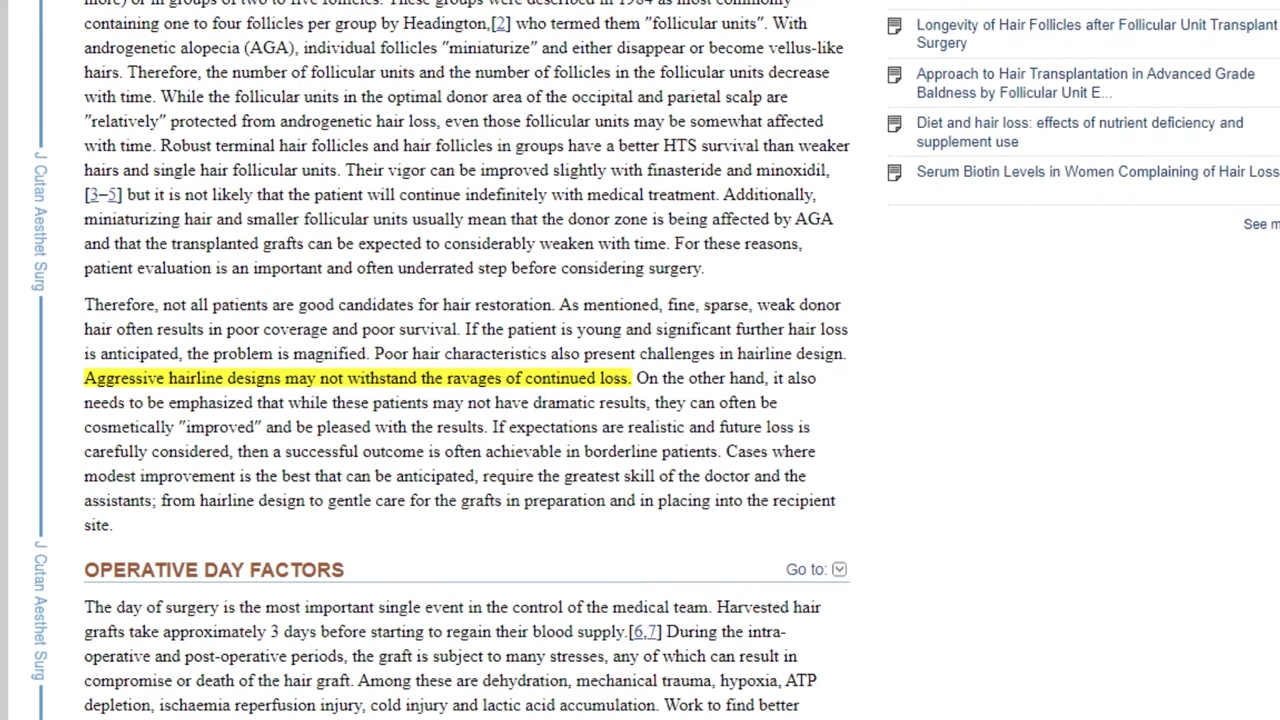 more) or in groups of two to five follicles. These groups were described in 1984 as most commonly
containing one to four follicles per group by Headington,[2] who termed them "follicular units". With
androgenetic alopecia (AGA), individual follicles "miniaturize" and either disappear or become vellus-like
hairs. Therefore, the number of follicular units and the number of follicles in the follicular units decrease
with time. While the follicular units in the optimal donor area of the occipital and parietal scalp are
"relatively" protected from androgenetic hair loss, even those follicular units may be somewhat affected
with time. Robust terminal hair follicles and hair follicles in groups have a better HTS survival than weaker
hairs and single hair follicular units. Their vigor can be improved slightly with finasteride and minoxidil,
[3–5] but it is not likely that the patient will continue indefinitely with medical treatment. Additionally,
miniaturizing hair and smaller follicular units usually mean that the donor zone is being affected by AGA
and that the transplanted grafts can be expected to considerably weaken with time. For these reasons,
patient evaluation is an important and often underrated step before considering surgery.
Therefore, not all patients are good candidates for hair restoration. As mentioned, fine, sparse, weak donor
hair often results in poor coverage and poor survival. If the patient is young and significant further hair loss
is anticipated, the problem is magnified. Poor hair characteristics also present challenges in hairline design.
Aggressive hairline designs may not withstand the ravages of continued loss. On the other hand, it also
needs to be emphasized that while these patients may not have dramatic results, they can often be
cosmetically "improved" and be pleased with the results. If expectations are realistic and future loss is
carefully considered, then a successful outcome is often achievable in borderline patients. Cases where
modest improvement is the best that can be anticipated, require the greatest skill of the doctor and the
assistants; from hairline design to gentle care for the grafts in preparation and in placing into the recipient
site.
OPERATIVE DAY FACTORS
Go to:
The day of surgery is the most important single event in the control of the medical team. Harvested hair
grafts take approximately 3 days before starting to regain their blood supply.[6,7] During the intra-
operative and post-operative periods, the graft is subject to many stresses, any of which can result in
compromise or death of the hair graft. Among these are dehydration, mechanical trauma, hypoxia, ATP
depletion, ischaemia reperfusion injury, cold injury and lactic acid accumulation. Work to find better
J Cutan Aesthet Surg
J Cutan Aesthet Surg
Longevity of Hair Follicles after Follicular Unit Transplant
Surgery
Approach to Hair Transplantation in Advanced Grade
Baldness by Follicular Unit E...
Diet and hair loss: effects of nutrient deficiency and
supplement use
Serum Biotin Levels in Women Complaining of Hair Loss
See m